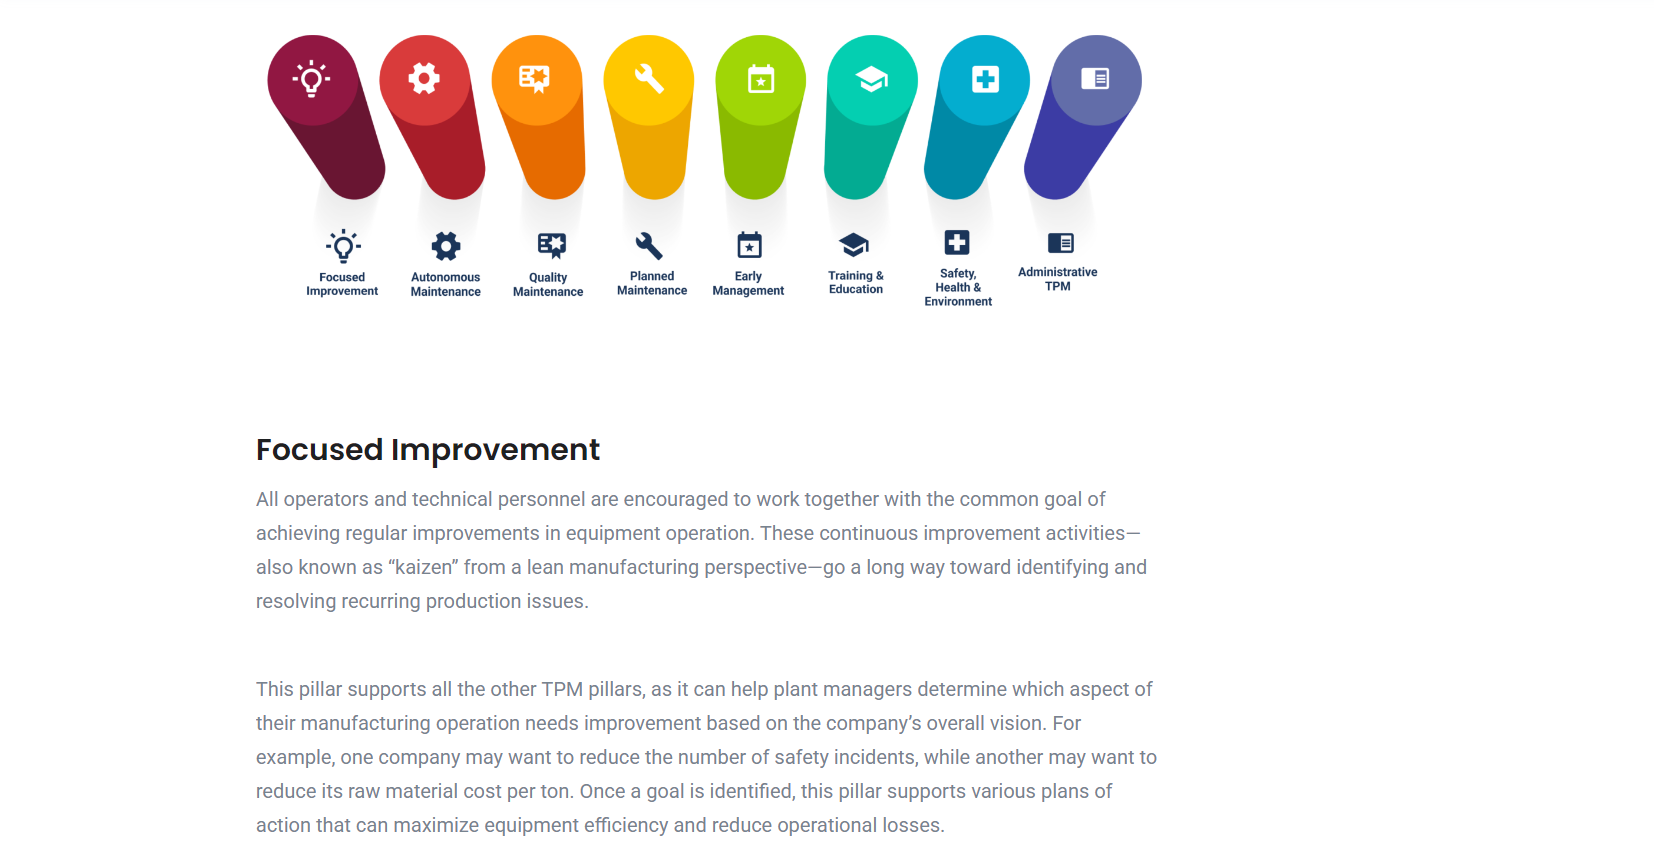 Focused
Improvement
Autonomous
Maintenance
Quality
Maintenance
Planned
Maintenance
Early
Management
Training &
Education
Safety,
Health &
Environment
Administrative
TPM
Focused Improvement
All operators and technical personnel are encouraged to work together with the common goal of
achieving regular improvements in equipment operation. These continuous improvement activities—
also known as “kaizen” from a lean manufacturing perspective—go a long way toward identifying and
resolving recurring production issues.
This pillar supports all the other TPM pillars, as it can help plant managers determine which aspect of
their manufacturing operation needs improvement based on the company’s overall vision. For
example, one company may want to reduce the number of safety incidents, while another may want to
reduce its raw material cost per ton. Once a goal is identified, this pillar supports various plans of
action that can maximize equipment efficiency and reduce operational losses.